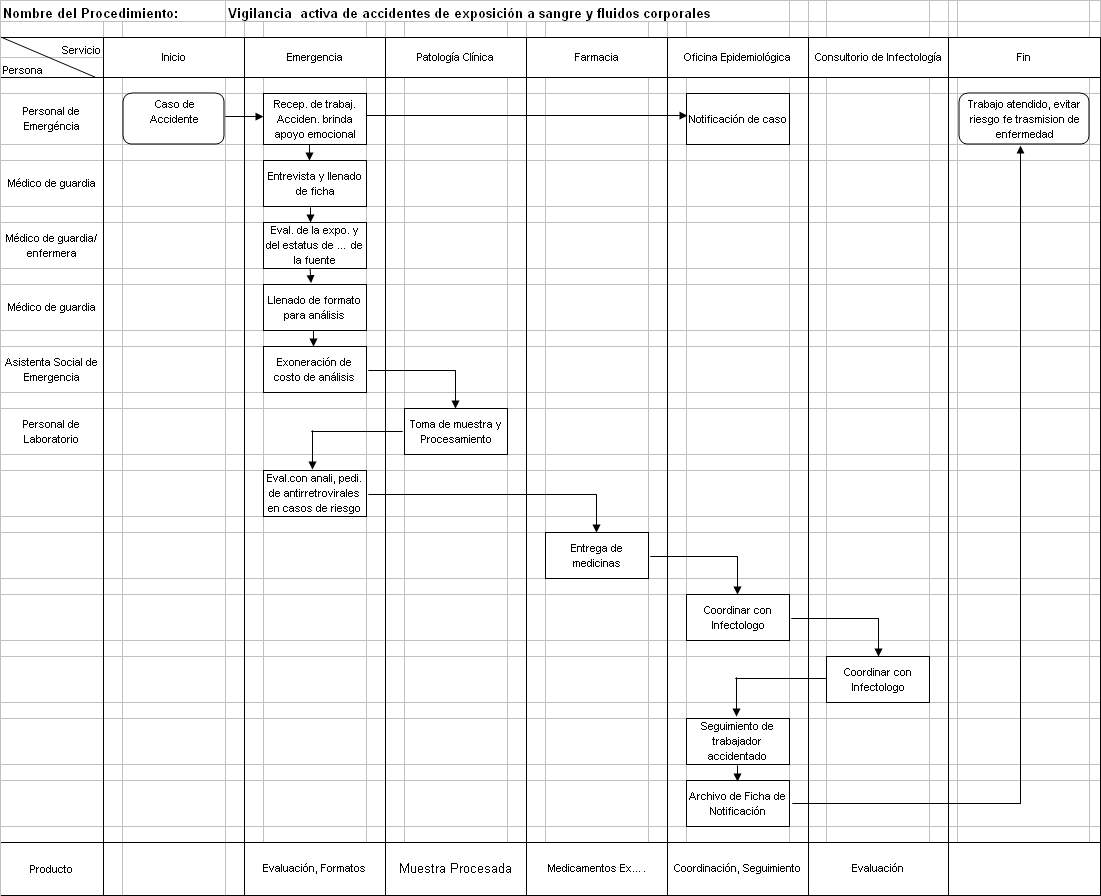 Nombre del Procedimiento: Vigilancia activa de accidentes de exposición a sangre y fluidos corporales
Servicio
Persona
Inicio
Emergencia
Patología Clínica
Farmacia
Oficina Epidemiológica
Consultorio de Infectología
Fin
Personal de
Emergéncia
Caso de
Accidente
Recep. de trabaj.
Acciden. brinda
apoyo emocional
Notificación de caso
Trabajo atendido, evitar
riesgo fe trasmision de
enfermedad
Médico de guardia
Entrevista y llenado
de ficha
Médico de guardia/
enfermera
Eval. de la expo. y
del estatus de ... de
la fuente
Médico de guardia
Llenado de formato
para análisis
Asistenta Social de
Emergencia
Exoneración de
costo de análisis
Personal de
Laboratorio
Toma de muestra y
Procesamiento
Eval.con anali, pedi.
de antirretrovirales
en casos de riesgo
Entrega de
medicinas
Coordinar con
Infectologo
Coordinar con
Infectologo
Seguimiento de
trabajador
accidentado
Archivo de Ficha de
Notificación
Producto
Evaluación, Formatos
Muestra Procesada
Medicamentos Ex....
Coordinación, Seguimiento
Evaluación